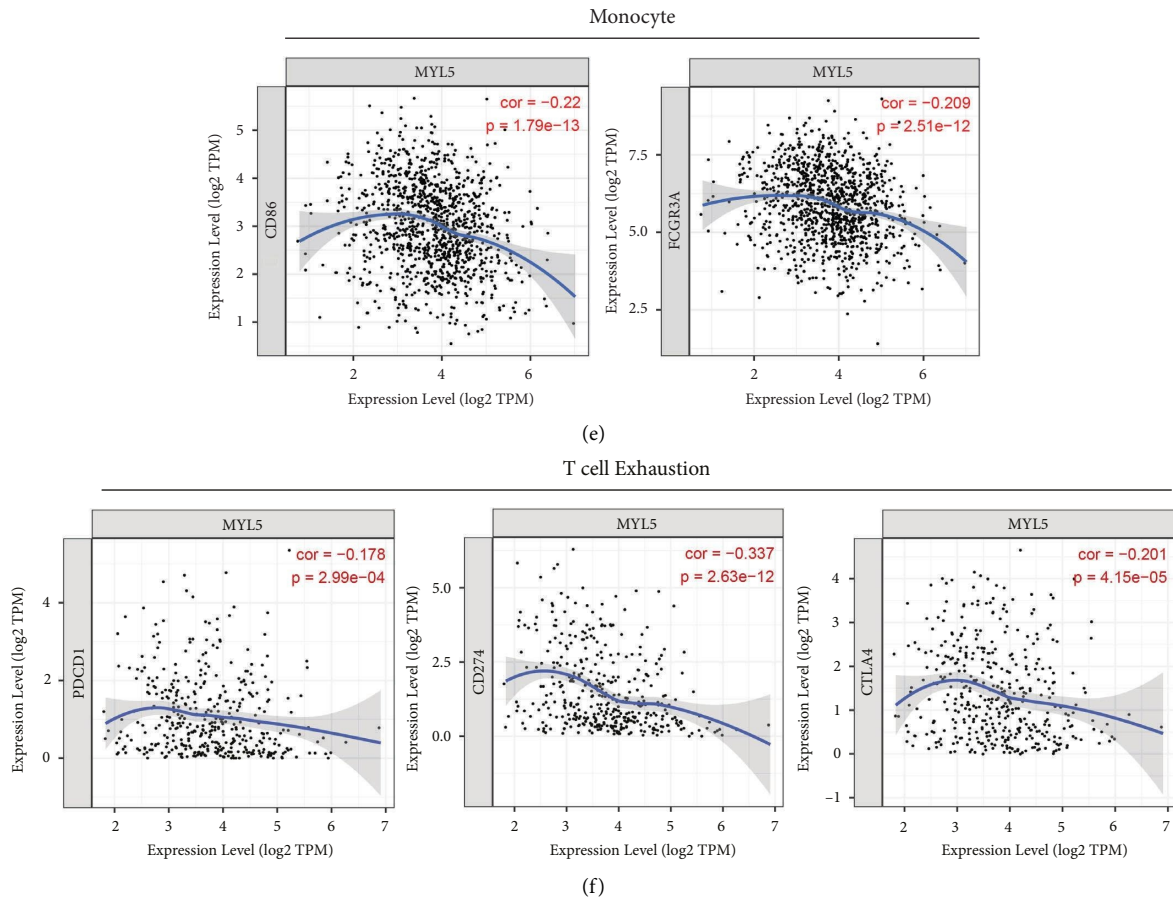 Monocyte
MYL5
cor = −0.22
p = 1.79e−13
CD86
Expression Level (log2 TPM)
5
4
3
2
1
2 4 6
Expression Level (log2 TPM)
MYL5
cor = −0.209
p = 2.51e−12
FCGR3A
Expression Level (log2 TPM)
7.5
5.0
2.5
2 4 6
Expression Level (log2 TPM)
(e)
T cell Exhaustion
MYL5
cor = −0.178
p = 2.99e−04
PDCD1
Expression Level (log2 TPM)
4
2
0
2 3 4 5 6 7
Expression Level (log2 TPM)
MYL5
cor = −0.337
p = 2.63e−12
CD274
Expression Level (log2 TPM)
5.0
2.5
0.0
2 3 4 5 6 7
Expression Level (log2 TPM)
MYL5
cor = −0.201
p = 4.15e−05
CTLA4
Expression Level (log2 TPM)
4
3
2
1
0
−1
2 3 4 5 6 7
Expression Level (log2 TPM)
(f)